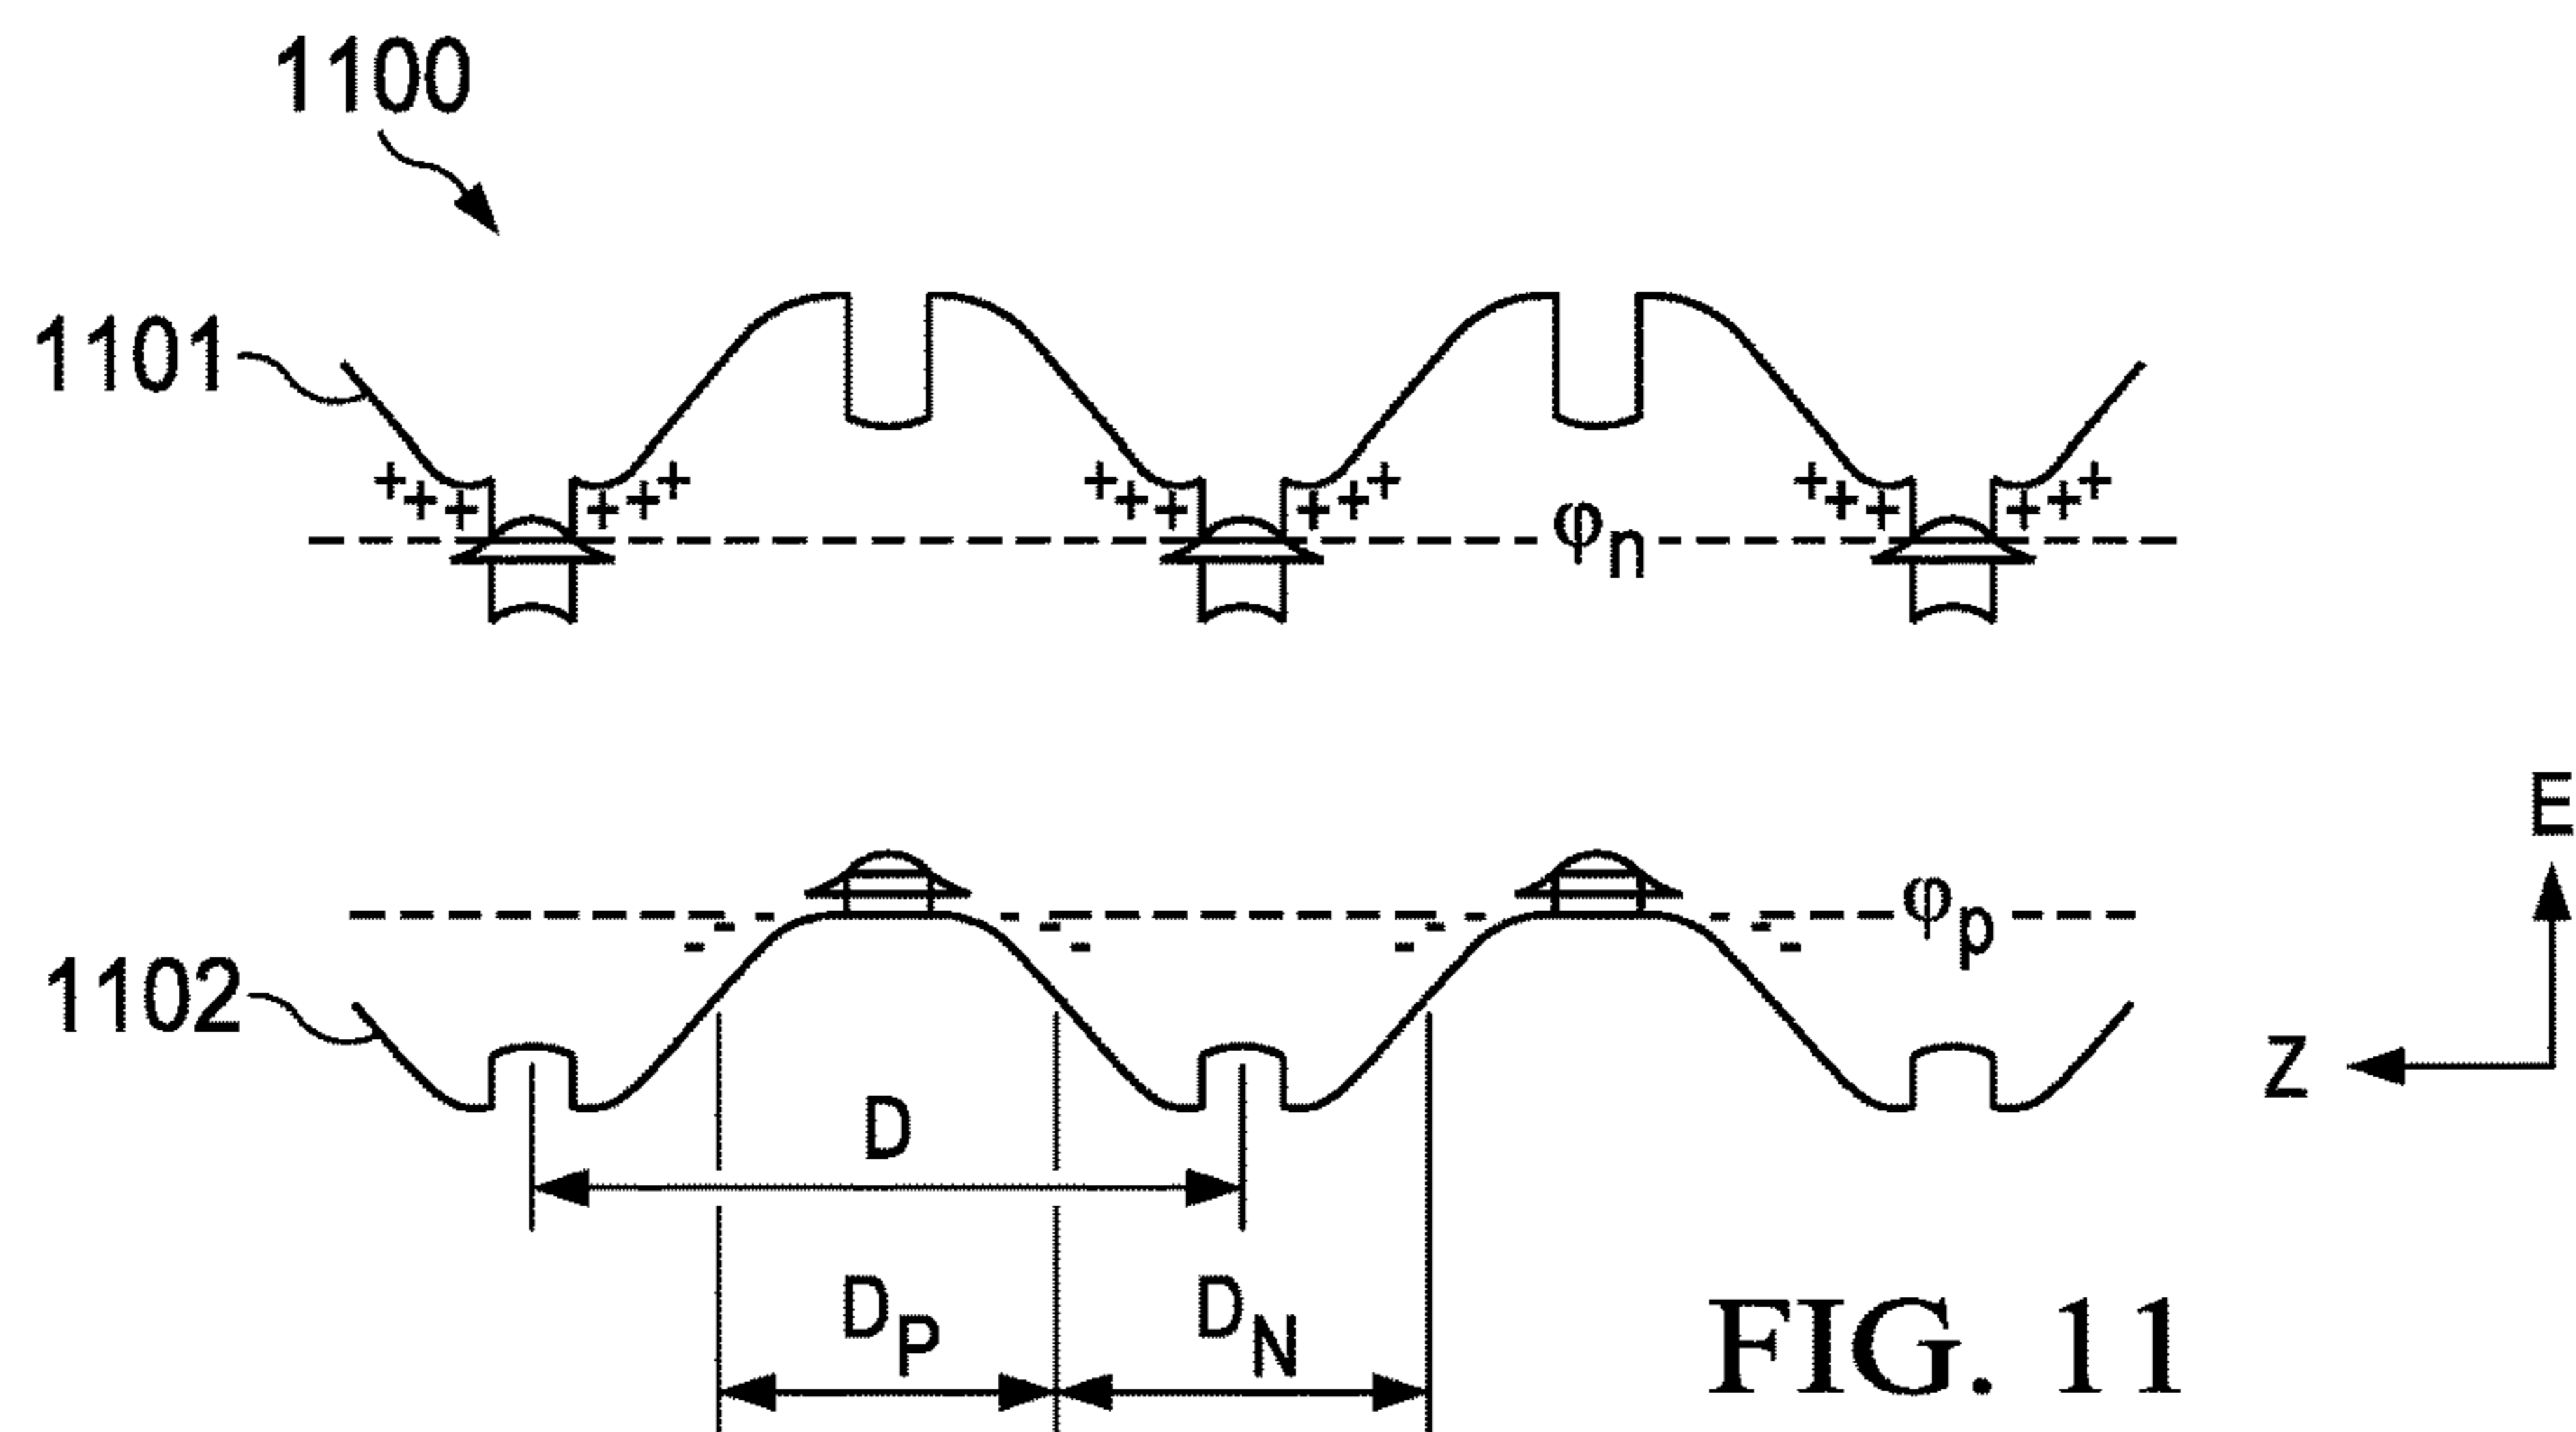 1100
1101
+ + + + + + + + + + + + + + + + + +
φn
E
φp
1102
Z
D
DP
DN
FIG. 11